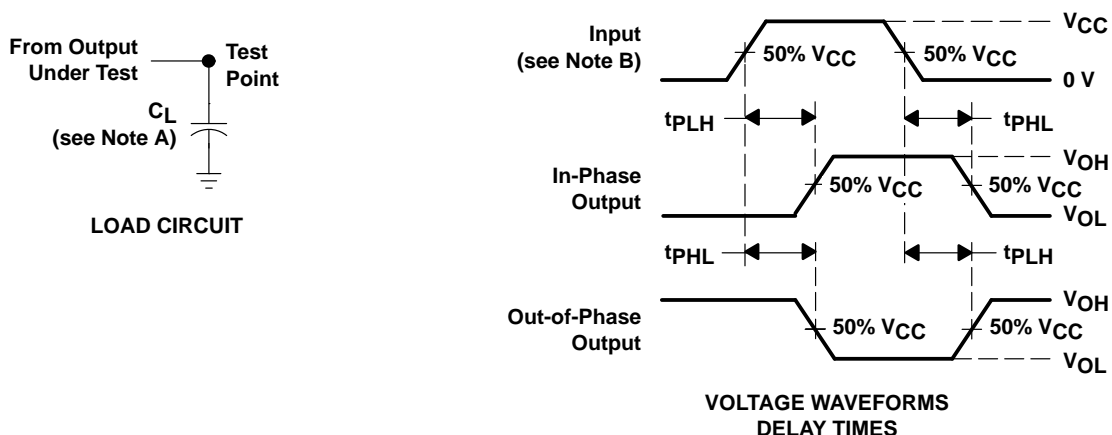 From Output
Under Test
Test
Point
CL
(see Note A)
LOAD CIRCUIT
Input
(see Note B)
50% VCC
50% VCC
VCC
0 V
tPLH
tPHL
In-Phase
Output
50% VCC
50% VCC
VOH
VOL
tPHL
tPLH
Out-of-Phase
Output
50% VCC
50% VCC
VOH
VOL
VOLTAGE WAVEFORMS
DELAY TIMES